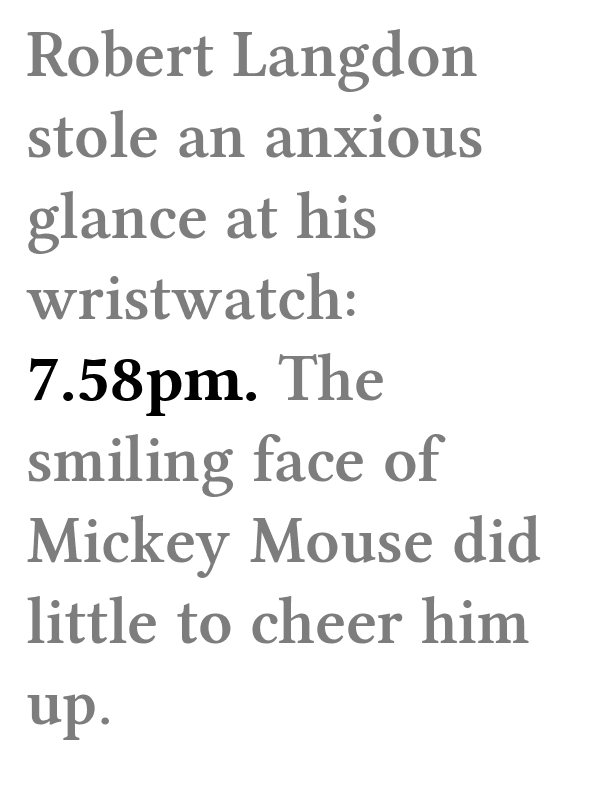 Robert Langdon
stole an anxious
glance at his
wristwatch:
7.58pm. The
smiling face of
Mickey Mouse did
little to cheer him
up.